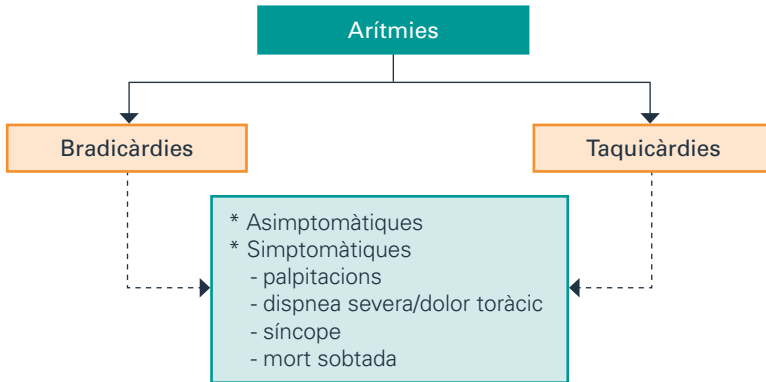 Arítmies
Bradicàrdies
Taquicàrdies
* Asimptomàtiques
* Simptomàtiques
- palpitacions
- dispnea severa/dolor toràcic
- síncope
- mort sobtada